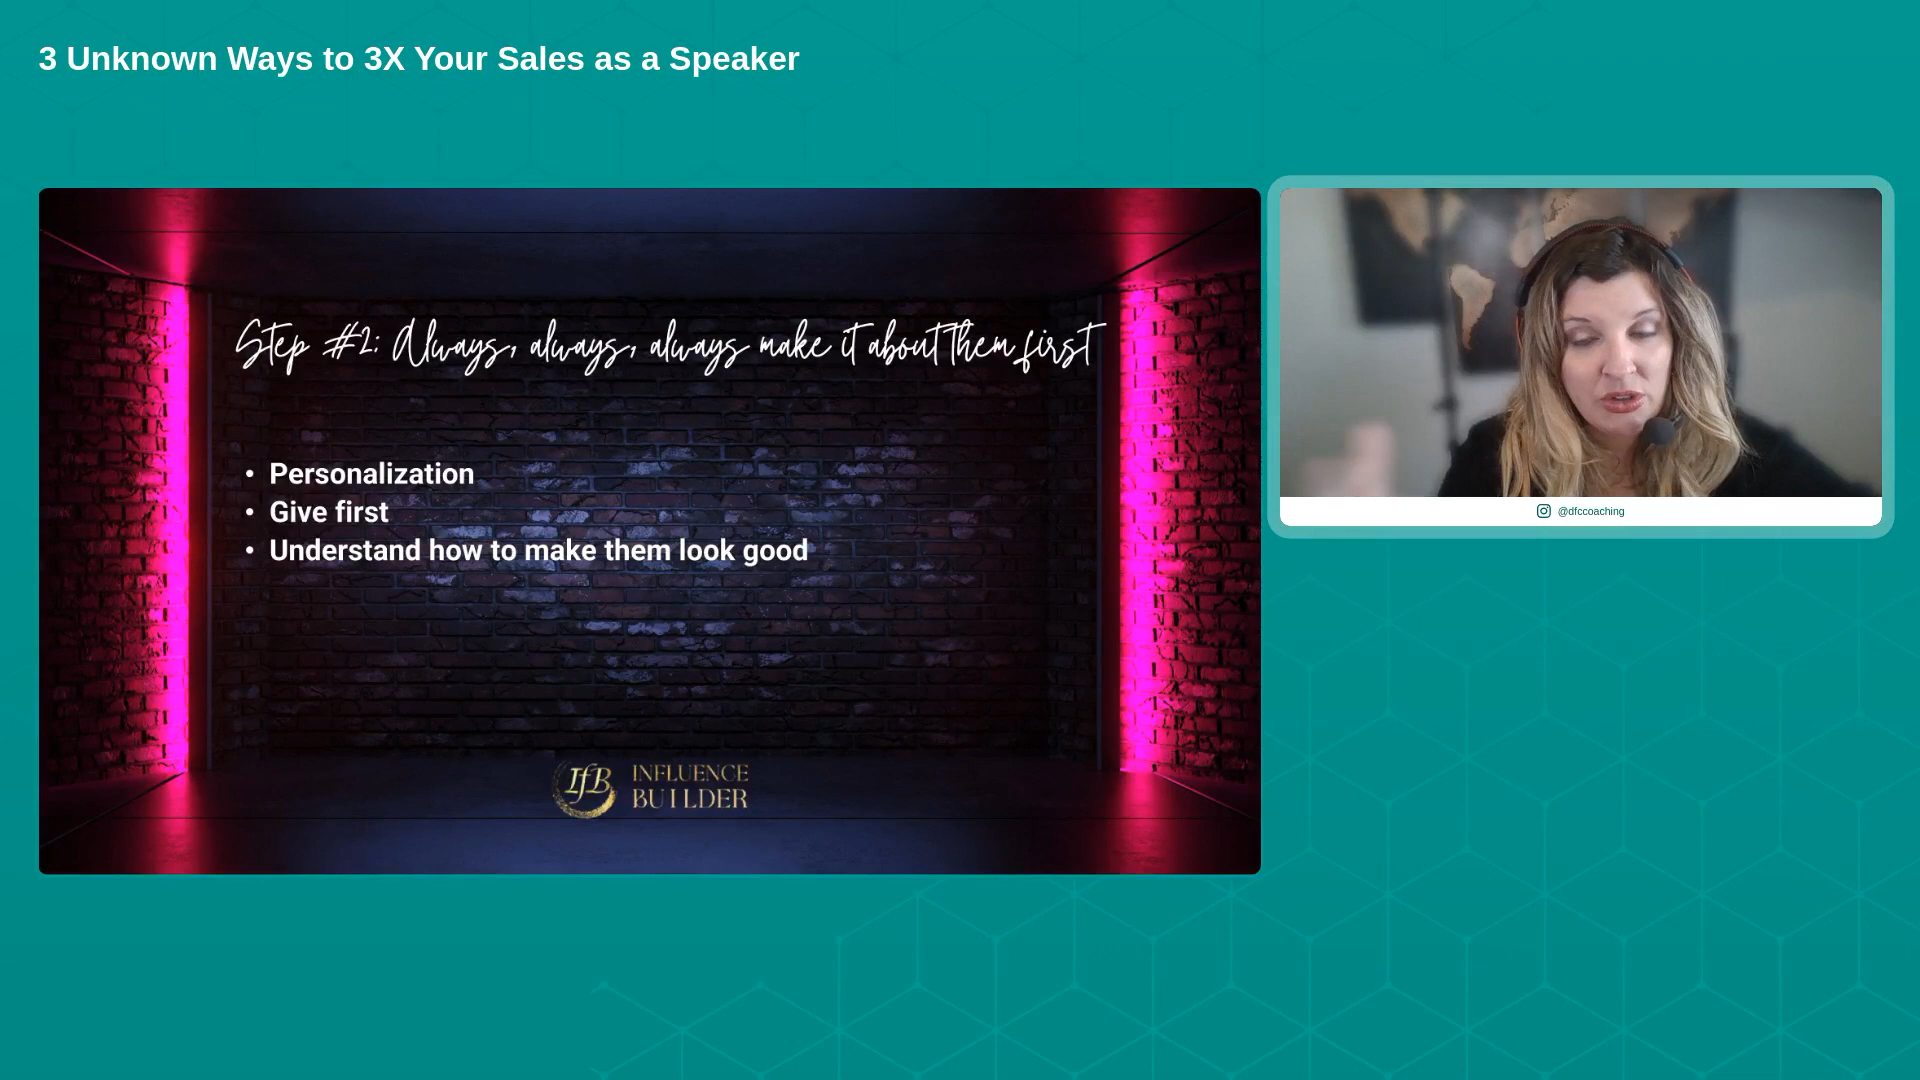 3 Unknown Ways to 3X Your Sales as a Speaker
Step #2: Always, always, always make it about them first
• Personalization
• Give first
• Understand how to make them look good
IfB
INFLUENCE
BUILDER
@dfccoaching